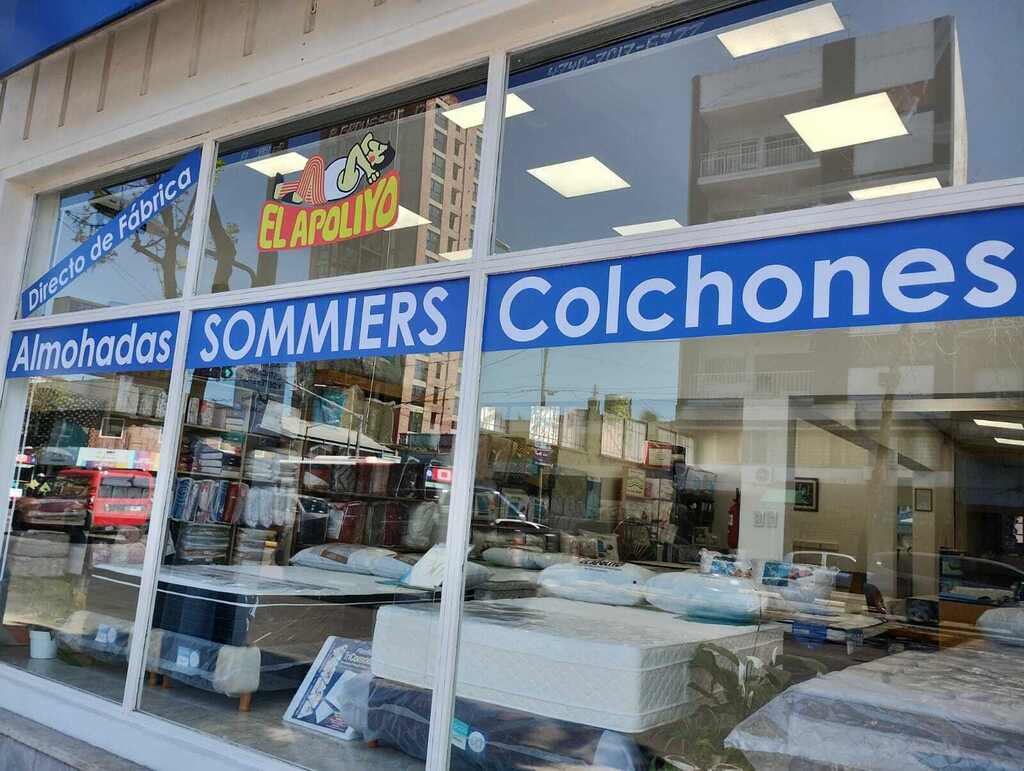 Directo de Fábrica
EL APOLIYO
Almohadas
SOMMIERS
Colchones